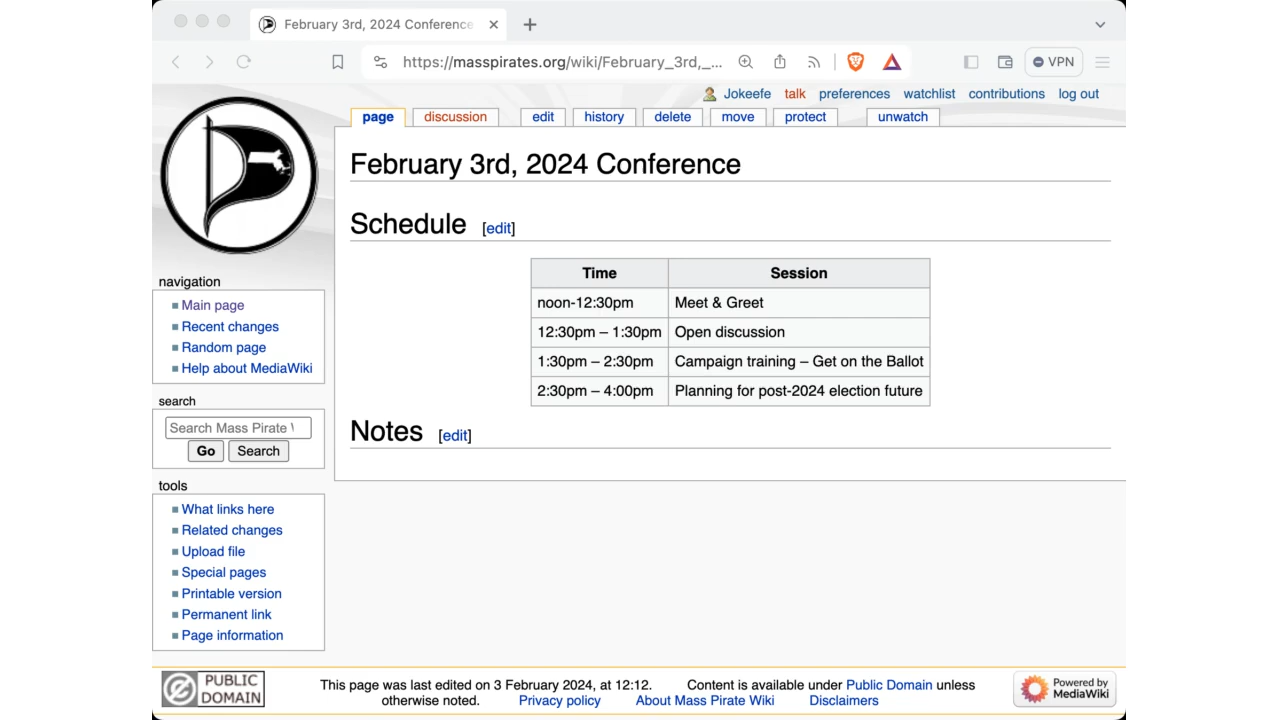 February 3rd, 2024 Conference
https://masspirates.org/wiki/February_3rd,_...
VPN
Jokeefe talk preferences watchlist contributions log out
page discussion edit history delete move protect unwatch
February 3rd, 2024 Conference
Schedule [edit]
Time Session
noon-12:30pm Meet & Greet
12:30pm – 1:30pm Open discussion
1:30pm – 2:30pm Campaign training – Get on the Ballot
2:30pm – 4:00pm Planning for post-2024 election future
Notes [edit]
navigation
Main page
Recent changes
Random page
Help about MediaWiki
search
Search Mass Pirate
Go Search
tools
What links here
Related changes
Upload file
Special pages
Printable version
Permanent link
Page information
PUBLIC
DOMAIN
This page was last edited on 3 February 2024, at 12:12. Content is available under Public Domain unless
otherwise noted. Privacy policy About Mass Pirate Wiki Disclaimers
Powered by
MediaWiki